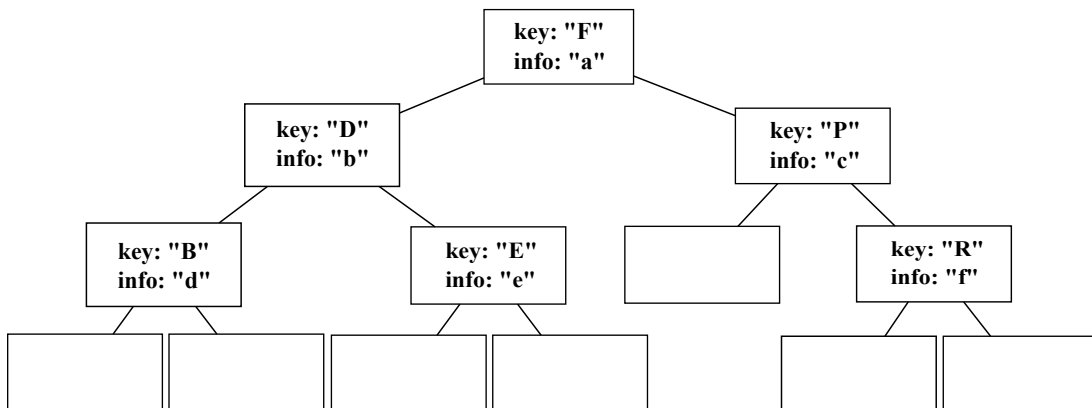 key: "F"
info: "a"
key: "D"
info: "b"
key: "P"
info: "c"
key: "B"
info: "d"
key: "E"
info: "e"
key: "R"
info: "f"